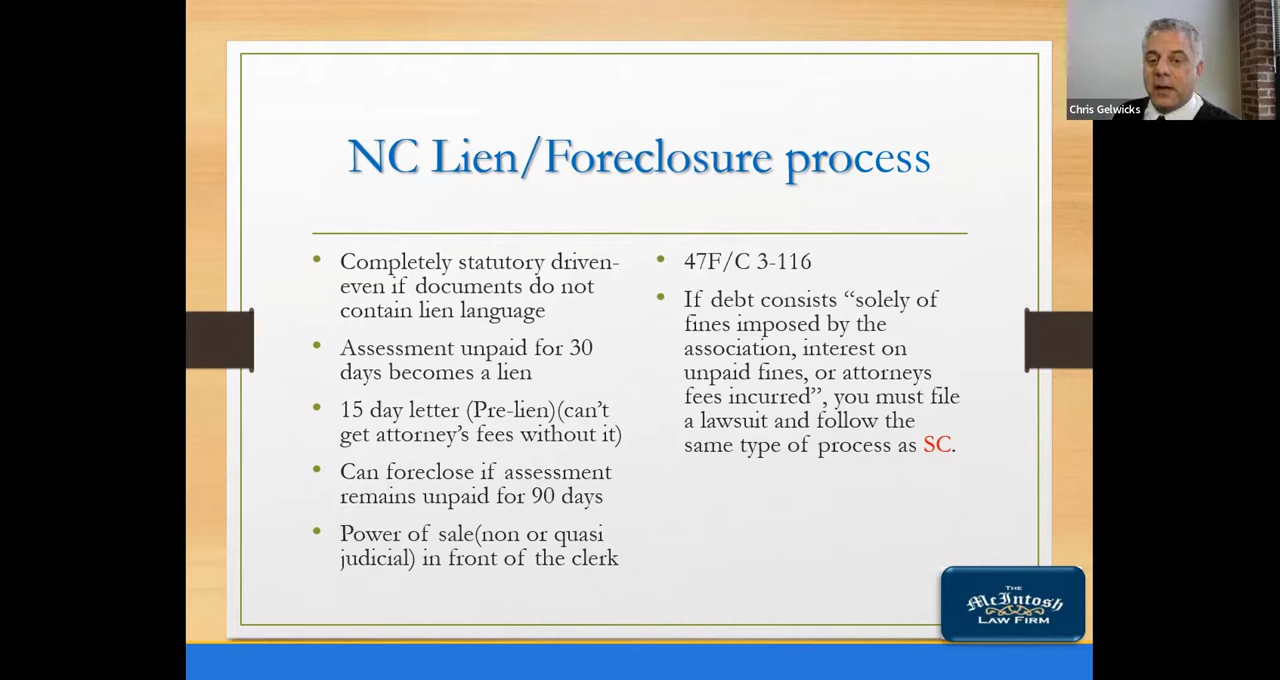 Chris Gelwicks
NC Lien/Foreclosure process
• Completely statutory driven-
even if documents do not
contain lien language
• Assessment unpaid for 30
days becomes a lien
• 15 day letter (Pre-lien)(can't
get attorney's fees without it)
• Can foreclose if assessment
remains unpaid for 90 days
• Power of sale(non or quasi
judicial) in front of the clerk
• 47F/C 3-116
• If debt consists “solely of
fines imposed by the
association, interest on
unpaid fines, or attorneys
fees incurred”, you must file
a lawsuit and follow the
same type of process as SC.
THE
McIntosh
LAW FIRM